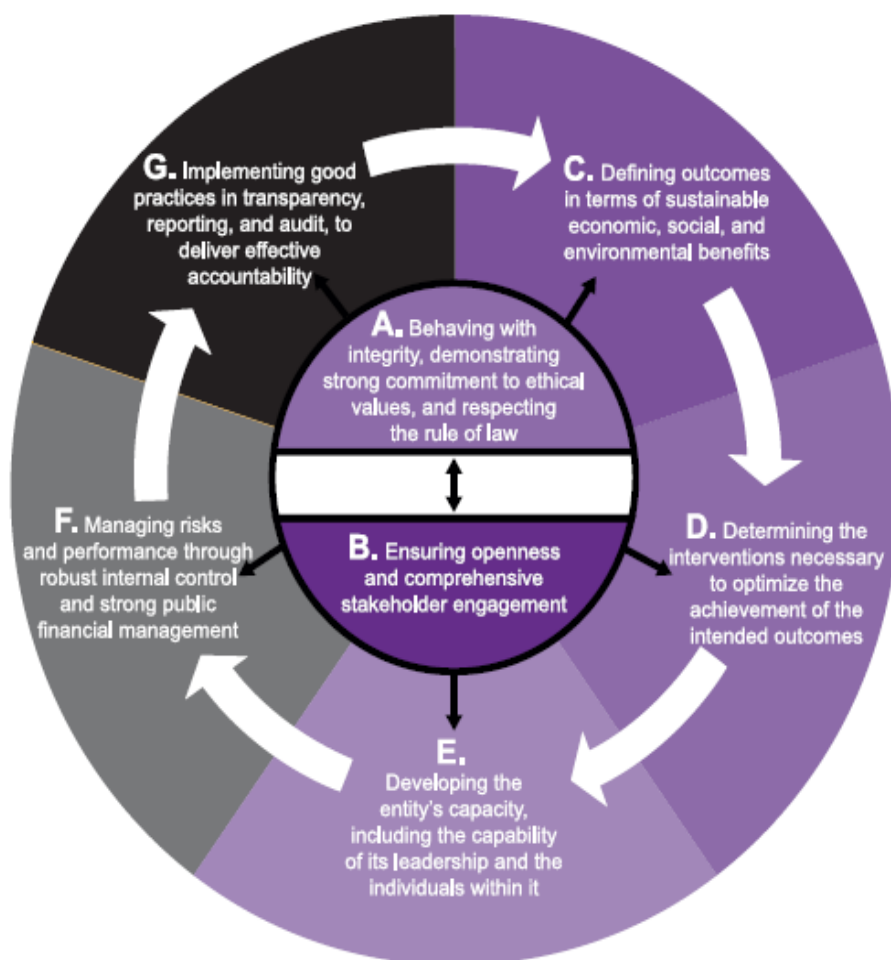 G. Implementing good
practices in transparency,
reporting, and audit, to
deliver effective
accountability
C. Defining outcomes
in terms of sustainable
economic, social, and
environmental benefits
A. Behaving with
integrity, demonstrating
strong commitment to ethical
values, and respecting
the rule of law
B. Ensuring openness
and comprehensive
stakeholder engagement
D. Determining the
interventions necessary
to optimize the
achievement of the
intended outcomes
E.
Developing the
entity's capacity,
including the capability
of its leadership and the
individuals within it
F. Managing risks
and performance through
robust internal control
and strong public
financial management